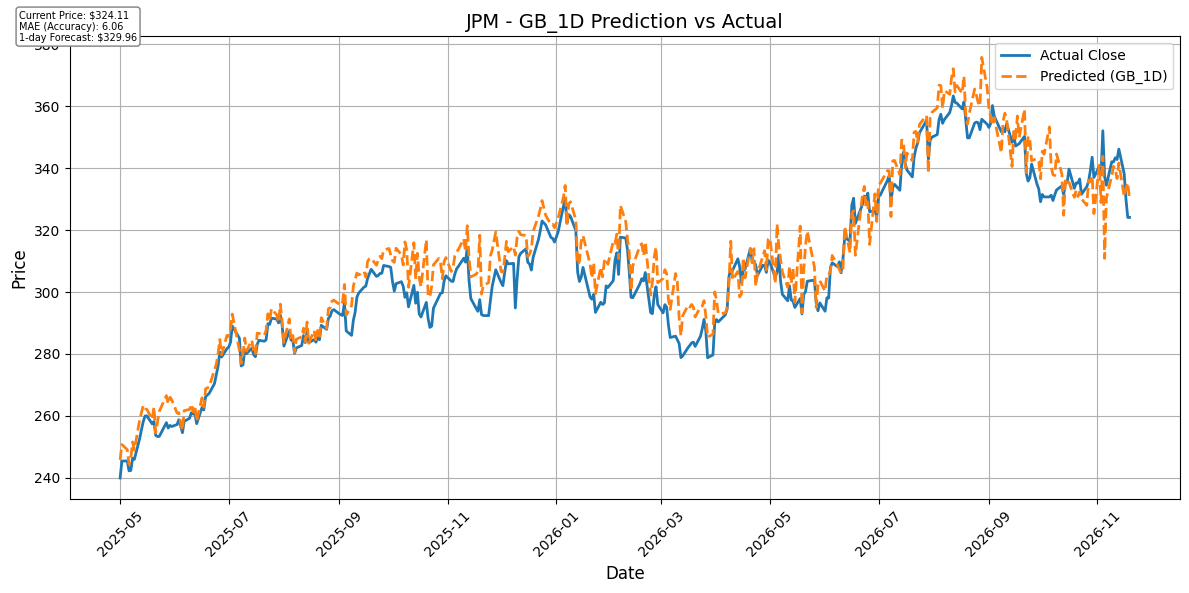 JPM - GB_1D Prediction vs Actual
Current Price: $324.11
MAE (Accuracy): 6.06
1-day Forecast: $329.96
Actual Close
Predicted (GB_1D)
Price
380
360
340
320
300
280
260
240
2025-05
2025-07
2025-09
2025-11
2026-01
2026-03
2026-05
2026-07
2026-09
2026-11
Date